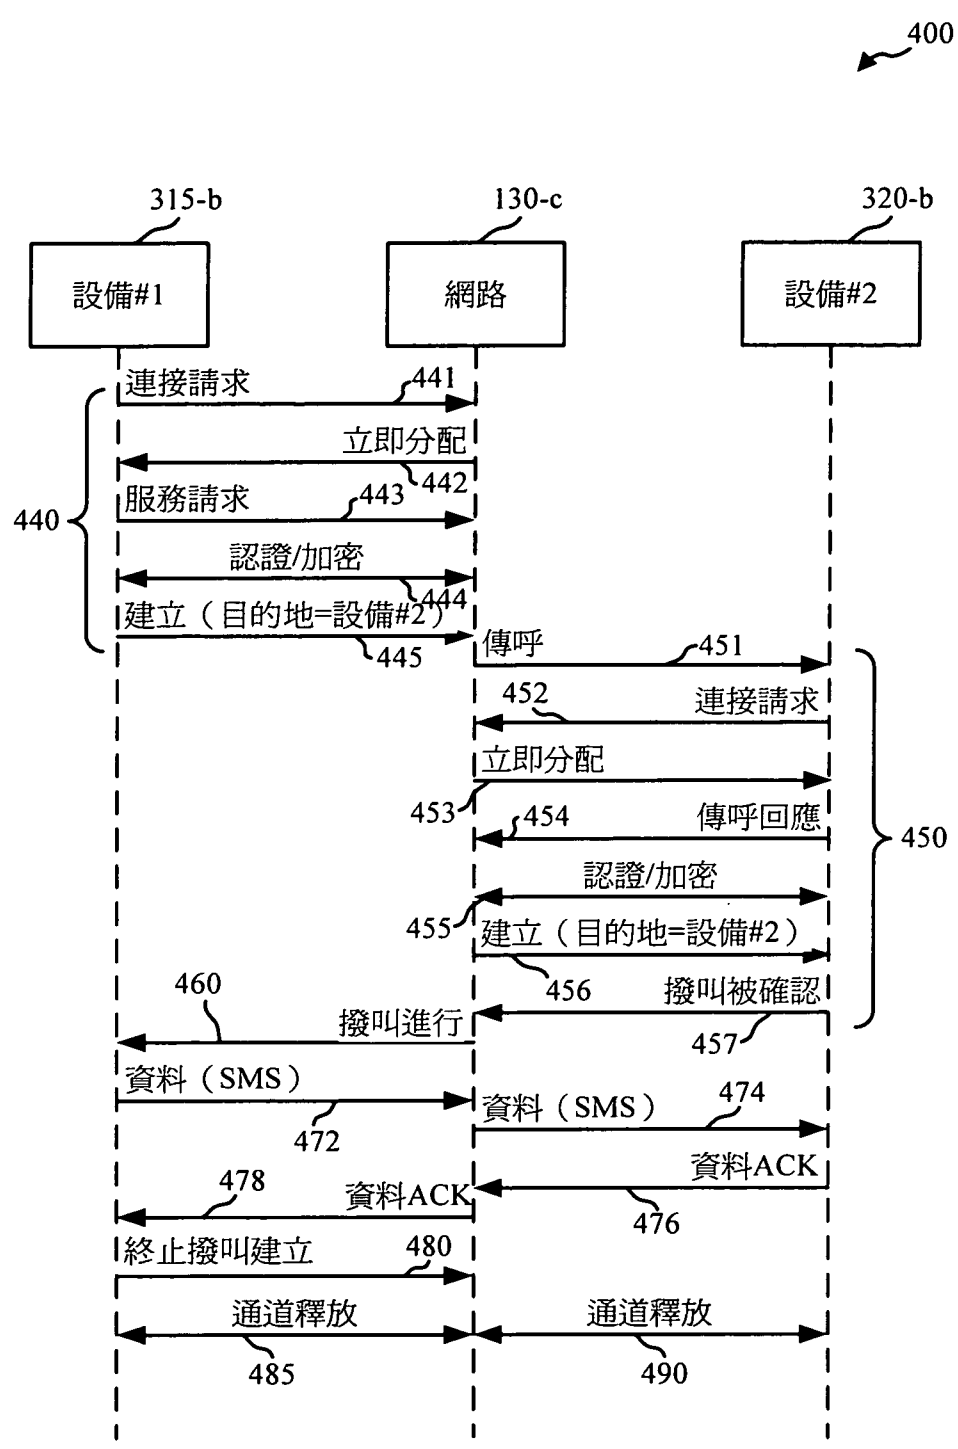 400
315-b
130-c
320-b
設備#1
網路
設備#2
連接請求
441
立即分配
442
服務請求
443
440
認證/加密
444
建立（目的地=設備#2）
445
傳呼
451
452
連接請求
立即分配
453
454
傳呼回應
450
認證/加密
455
建立（目的地=設備#2）
456
撥叫被確認
457
460
撥叫進行
資料（SMS）
472
資料（SMS）
474
資料ACK
476
478
資料ACK
終止撥叫建立
480
通道釋放
485
通道釋放
490